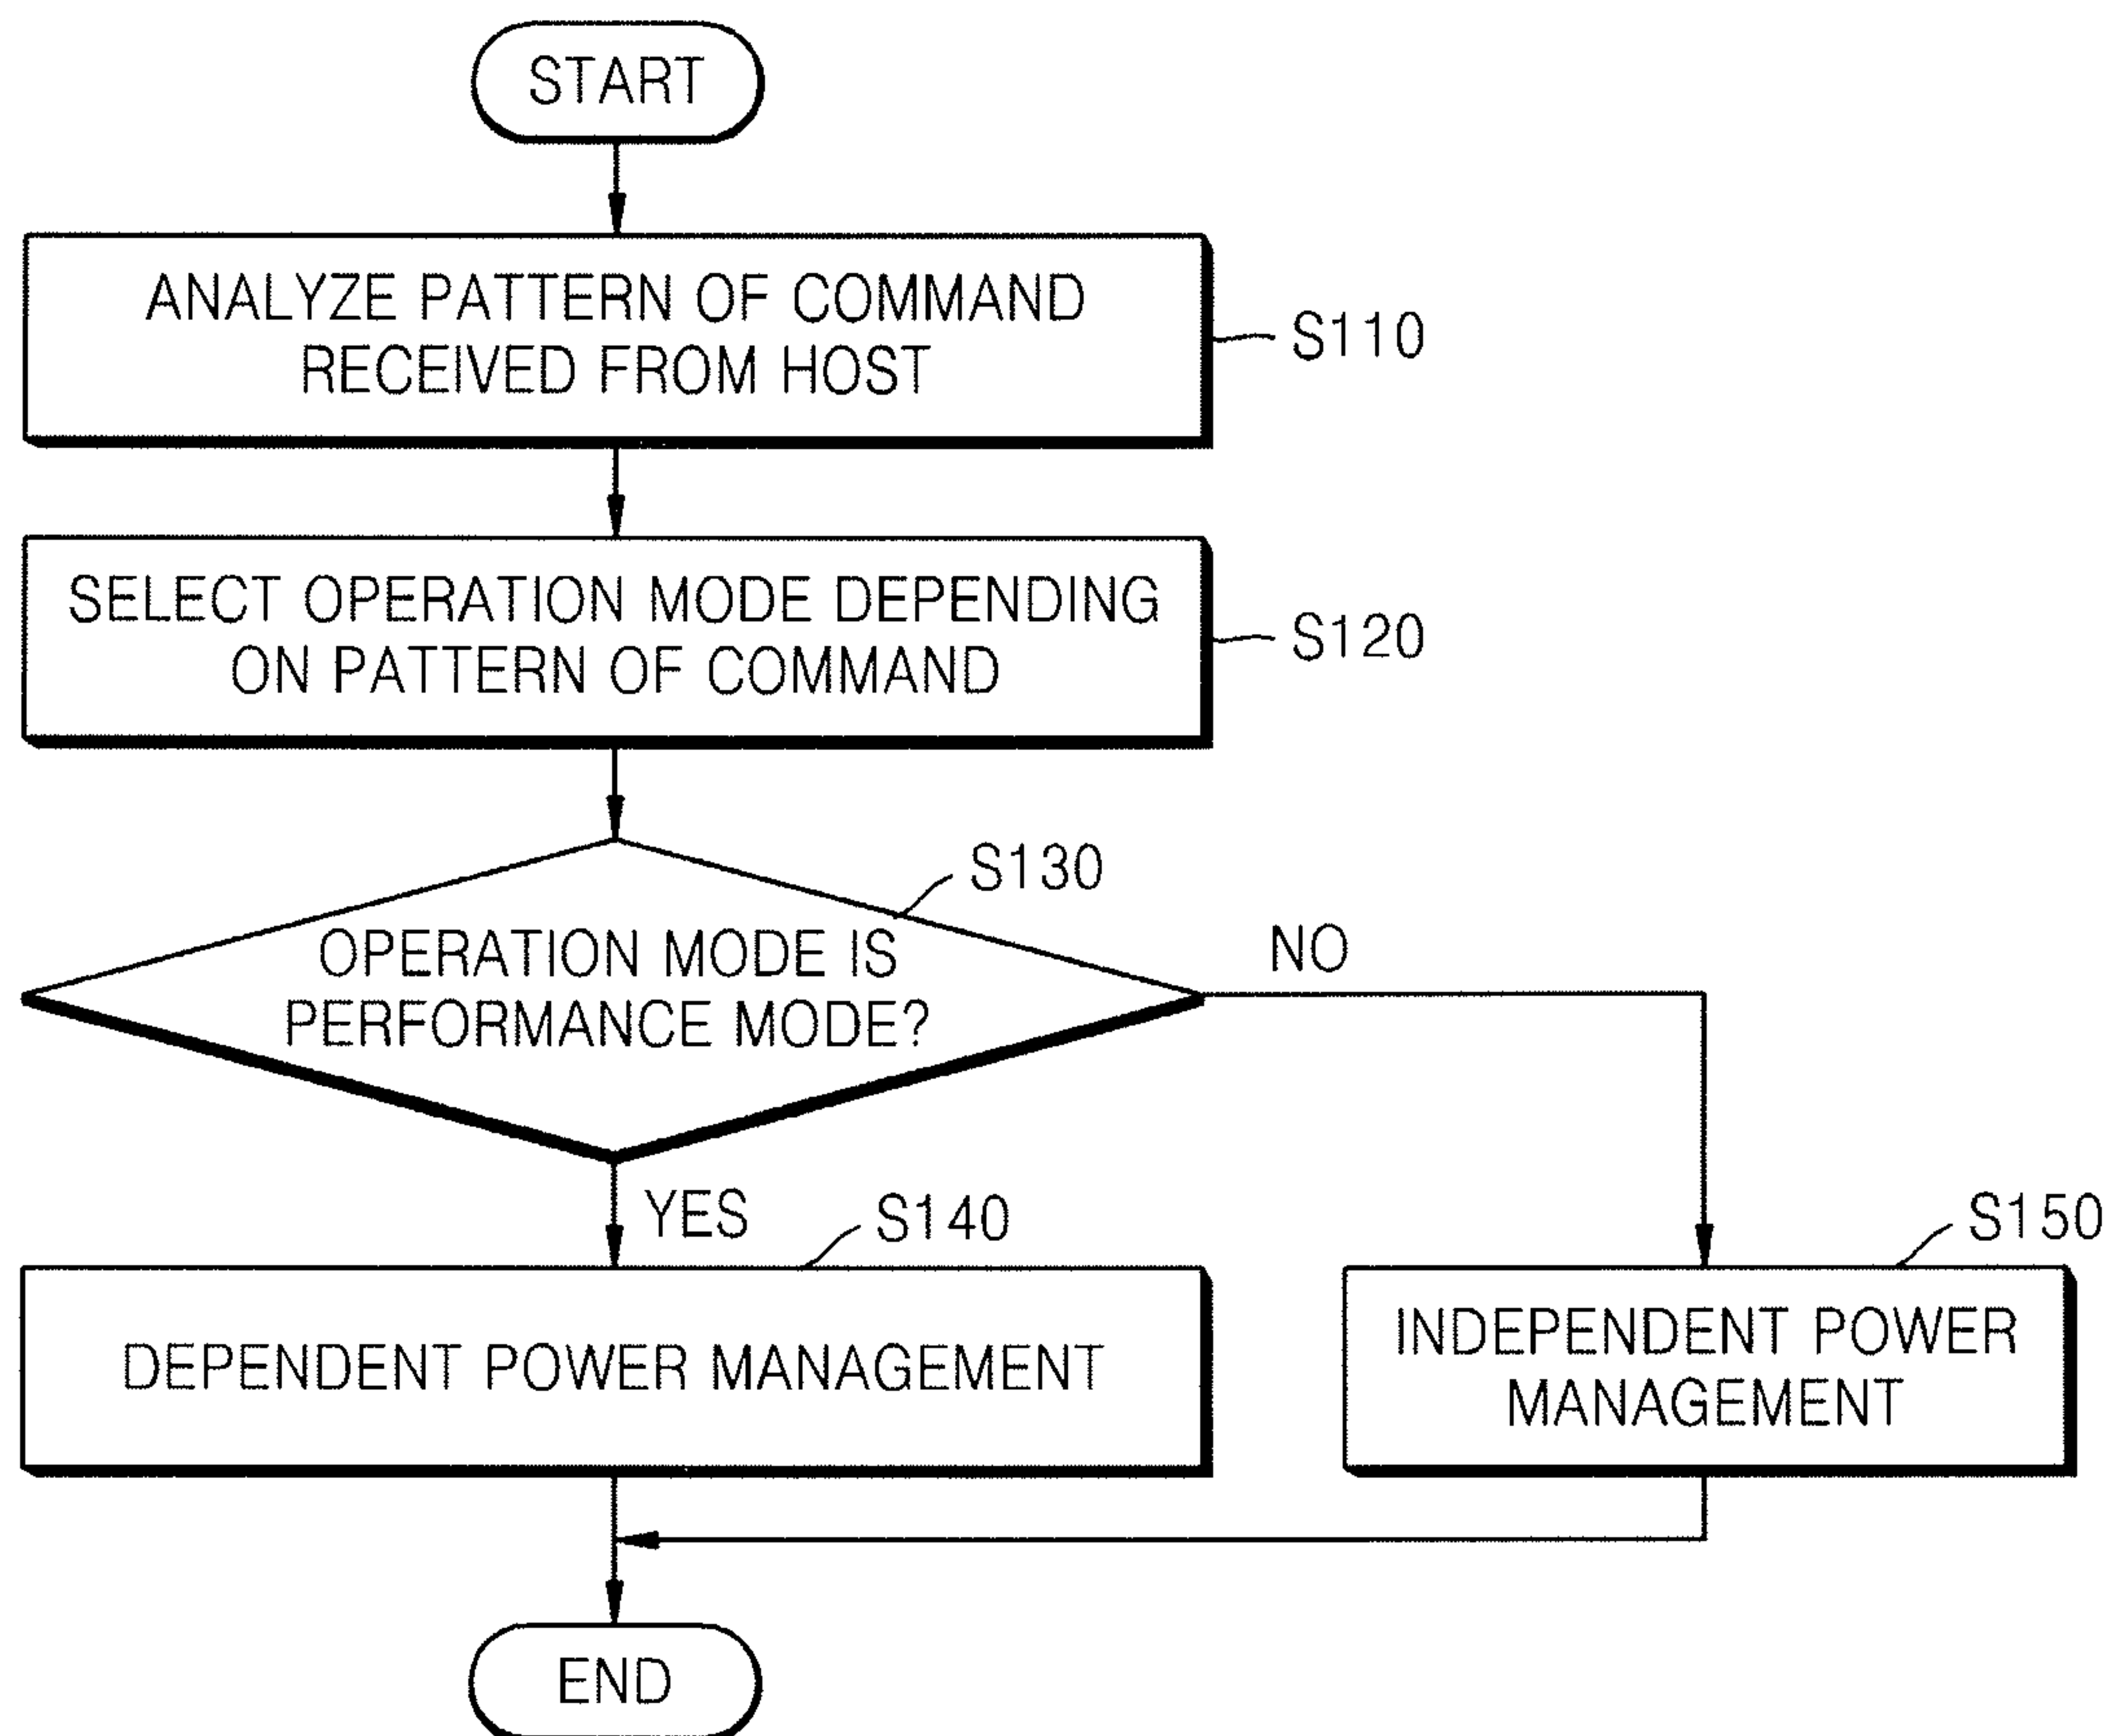 START
ANALYZE PATTERN OF COMMAND
RECEIVED FROM HOST
S110
SELECT OPERATION MODE DEPENDING
ON PATTERN OF COMMAND
S120
S130
OPERATION MODE IS
PERFORMANCE MODE?
NO
YES
S140
DEPENDENT POWER MANAGEMENT
S150
INDEPENDENT POWER
MANAGEMENT
END